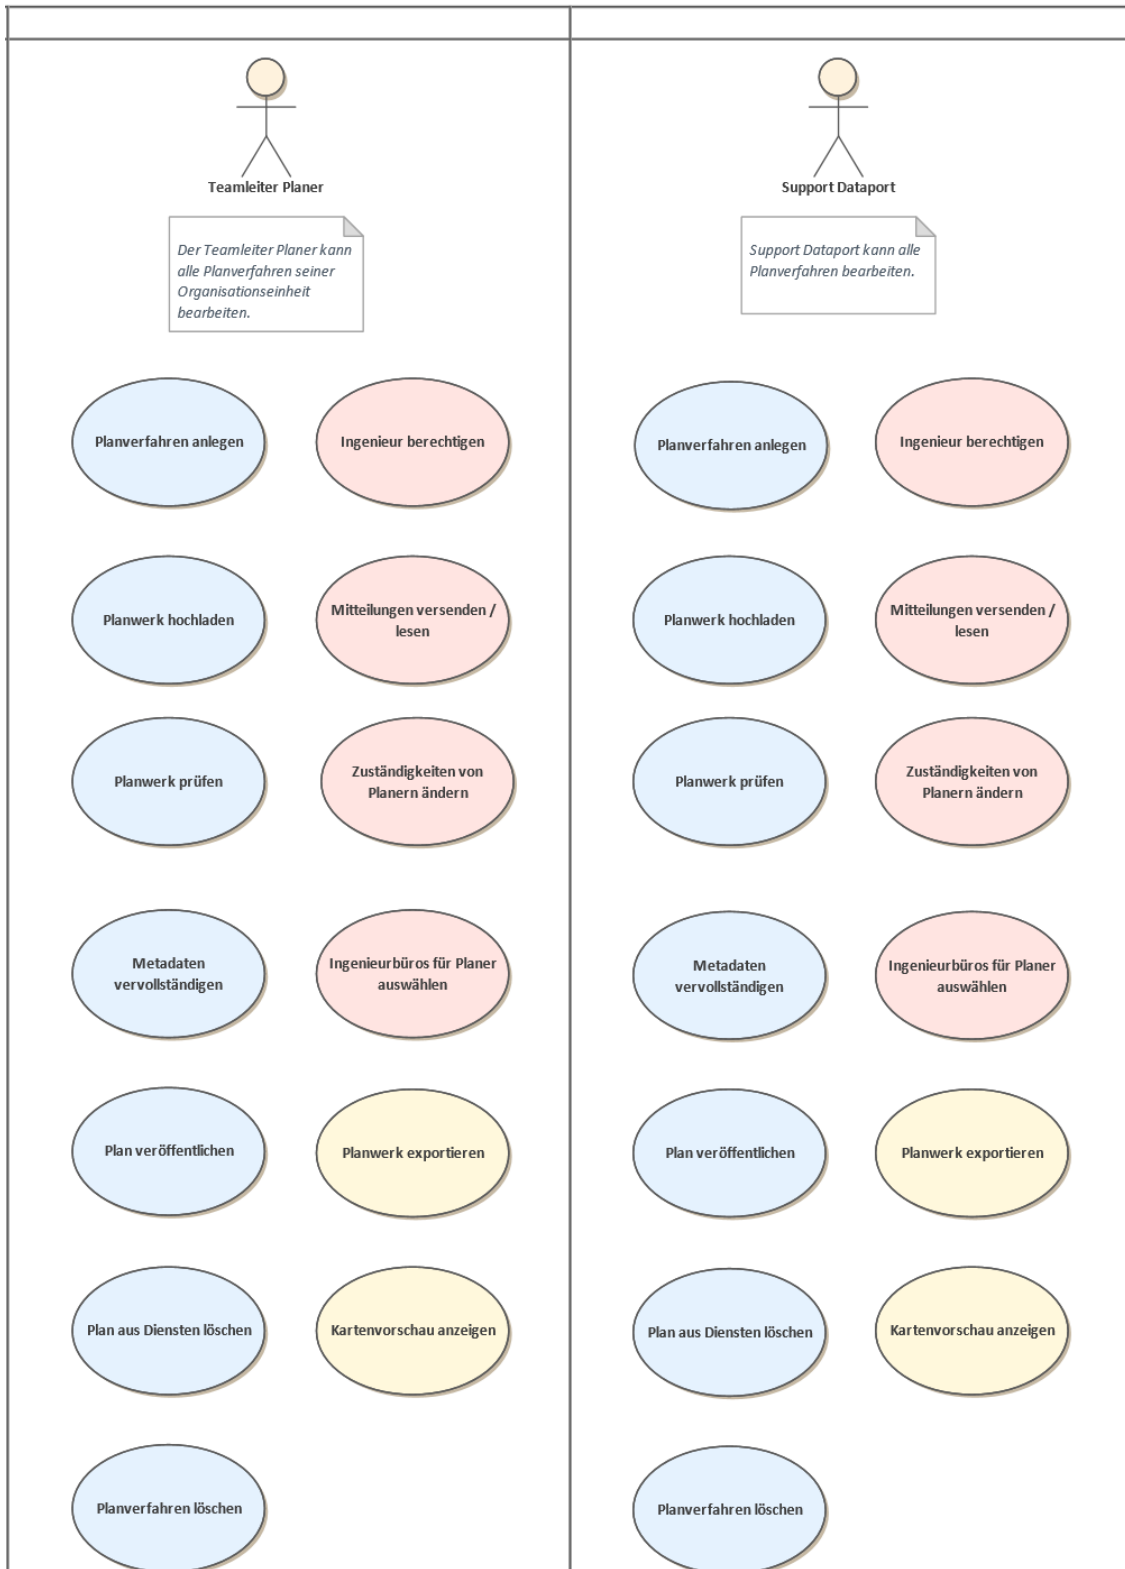 Teamleiter Planer
Der Teamleiter Planer kann
alle Planverfahren seiner
Organisationseinheit
bearbeiten.
Planverfahren anlegen
Ingenieur berechtigen
Planwerk hochladen
Mitteilungen versenden /
lesen
Planwerk prüfen
Zuständigkeiten von
Planern ändern
Metadaten
vervollständigen
Ingenieurbüros für Planer
auswählen
Plan veröffentlichen
Planwerk exportieren
Plan aus Diensten löschen
Kartenvorschau anzeigen
Planverfahren löschen
Support Dataport
Support Dataport kann alle
Planverfahren bearbeiten.
Planverfahren anlegen
Ingenieur berechtigen
Planwerk hochladen
Mitteilungen versenden /
lesen
Planwerk prüfen
Zuständigkeiten von
Planern ändern
Metadaten
vervollständigen
Ingenieurbüros für Planer
auswählen
Plan veröffentlichen
Planwerk exportieren
Plan aus Diensten löschen
Kartenvorschau anzeigen
Planverfahren löschen